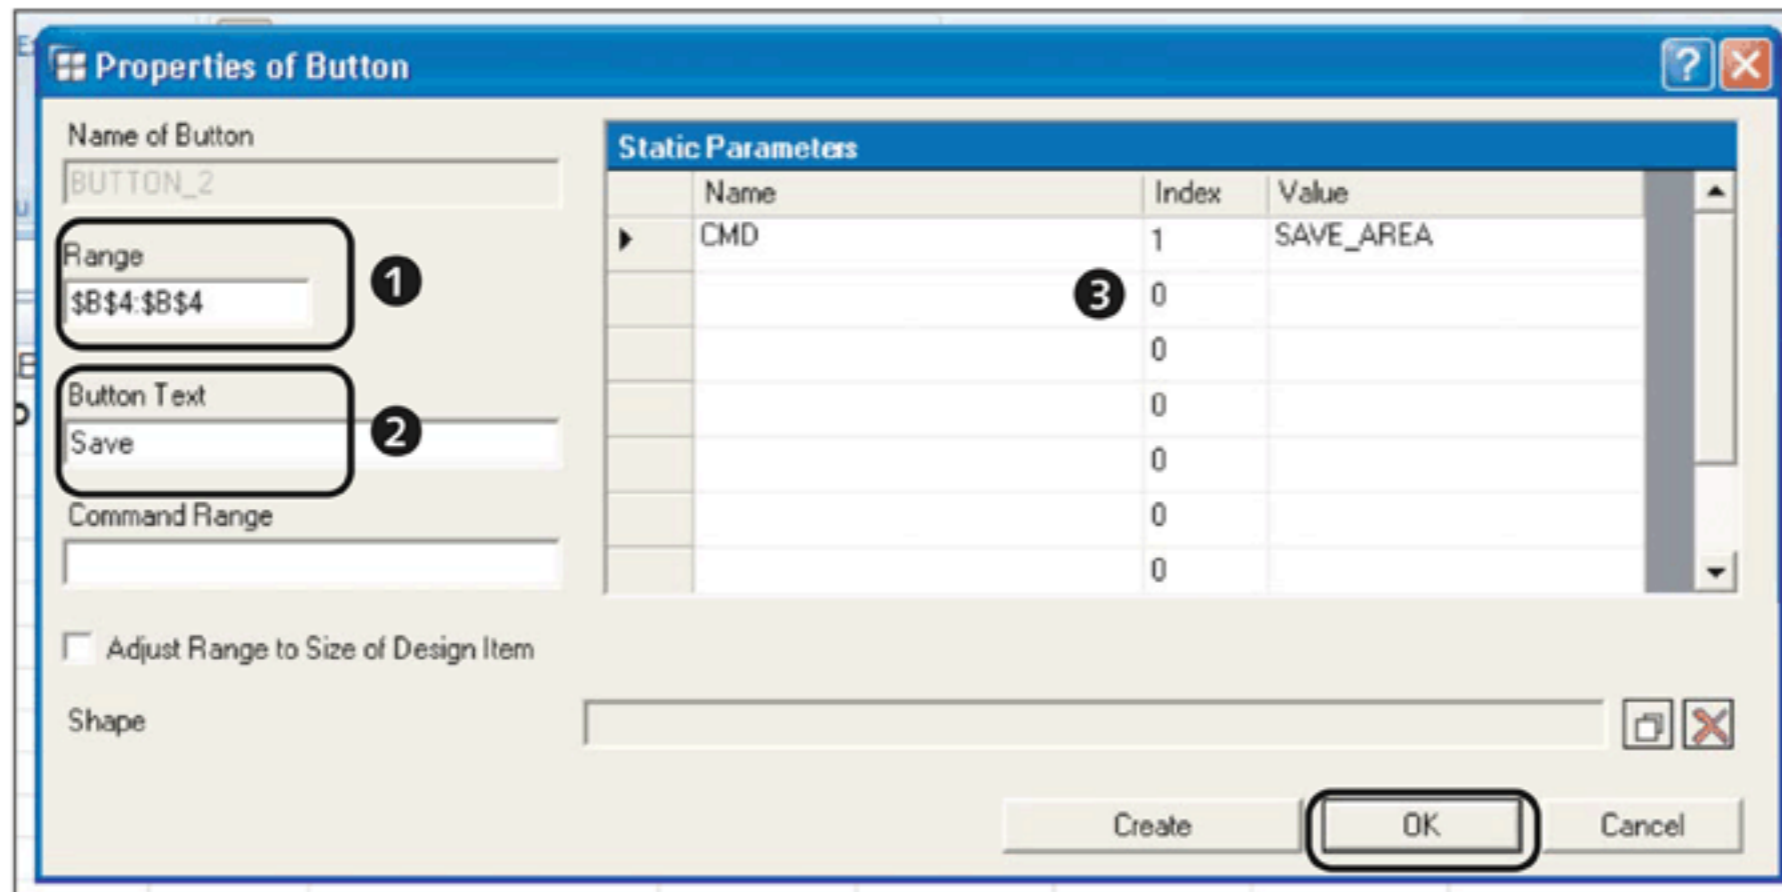 Properties of Button
Name of Button
BUTTON_2
Range
$B$4:$B$4
1
Button Text
Save
2
Command Range
Static Parameters
Name Index Value
CMD 1 SAVE_AREA
3 0
0
0
0
0
0
Adjust Range to Size of Design Item
Shape
Create OK Cancel